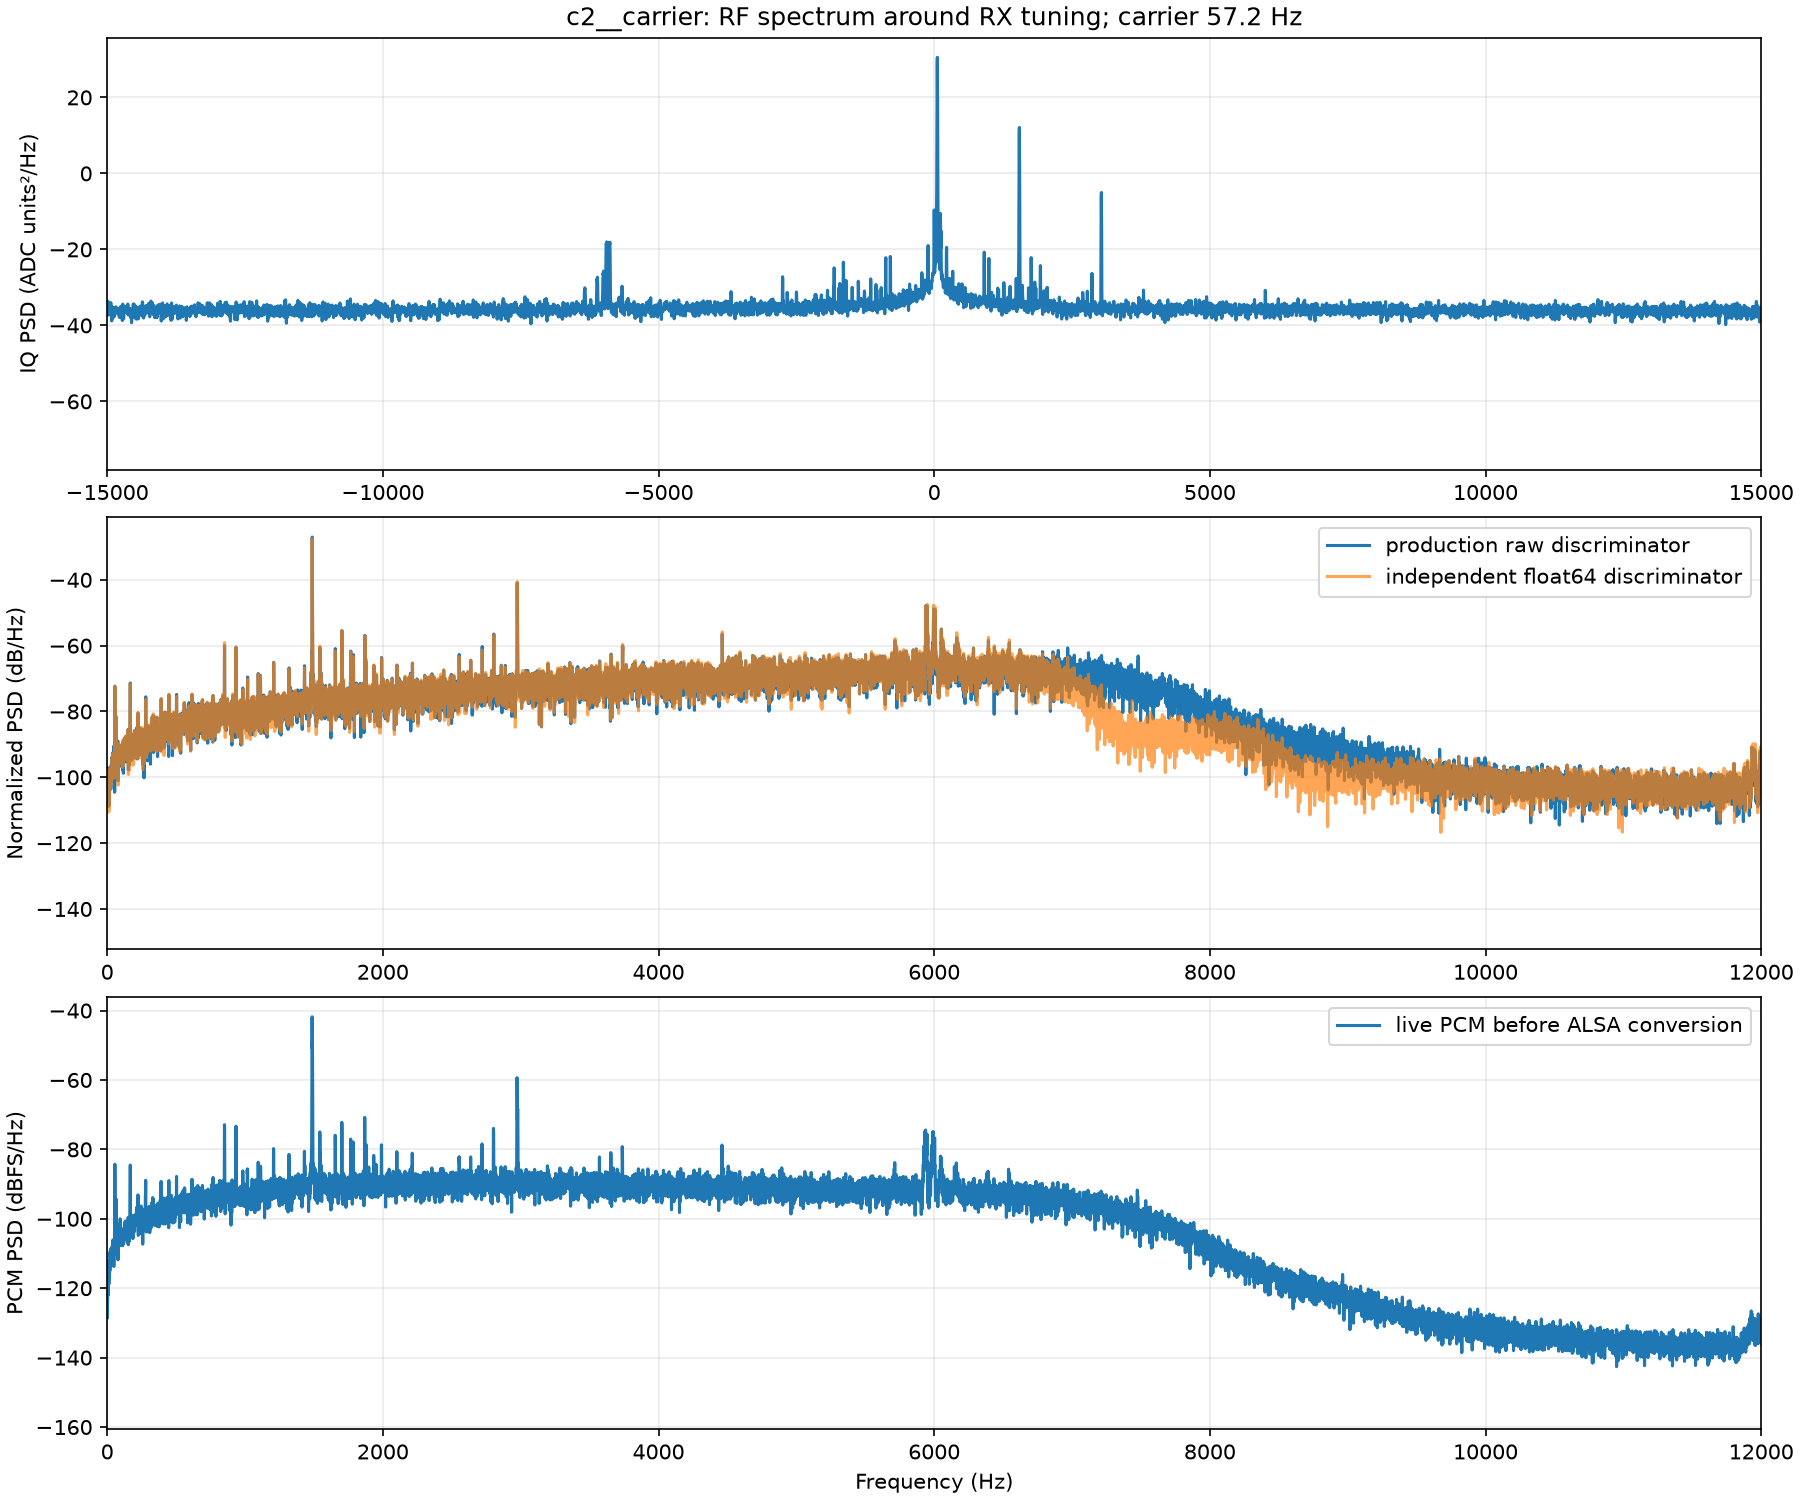 c2__carrier: RF spectrum around RX tuning; carrier 57.2 Hz
IQ PSD (ADC units²/Hz)
20
0
−20
−40
−60
−15000 −10000 −5000 0 5000 10000 15000
Normalized PSD (dB/Hz)
production raw discriminator
independent float64 discriminator
−40
−60
−80
−100
−120
−140
0 2000 4000 6000 8000 10000 12000
PCM PSD (dBFS/Hz)
live PCM before ALSA conversion
−40
−60
−80
−100
−120
−140
−160
0 2000 4000 6000 8000 10000 12000
Frequency (Hz)